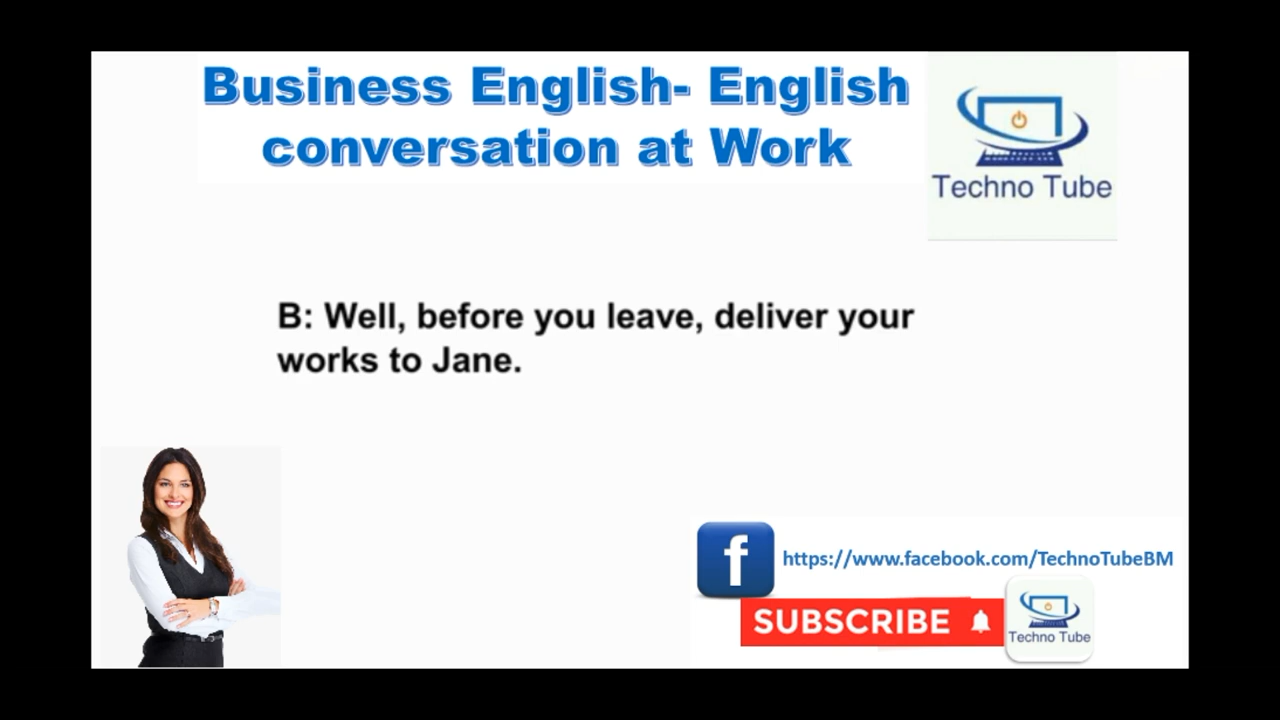 Business English- English
conversation at Work
Techno Tube
B: Well, before you leave, deliver your
works to Jane.
f
https://www.facebook.com/TechnoTubeBM
SUBSCRIBE
Techno Tube